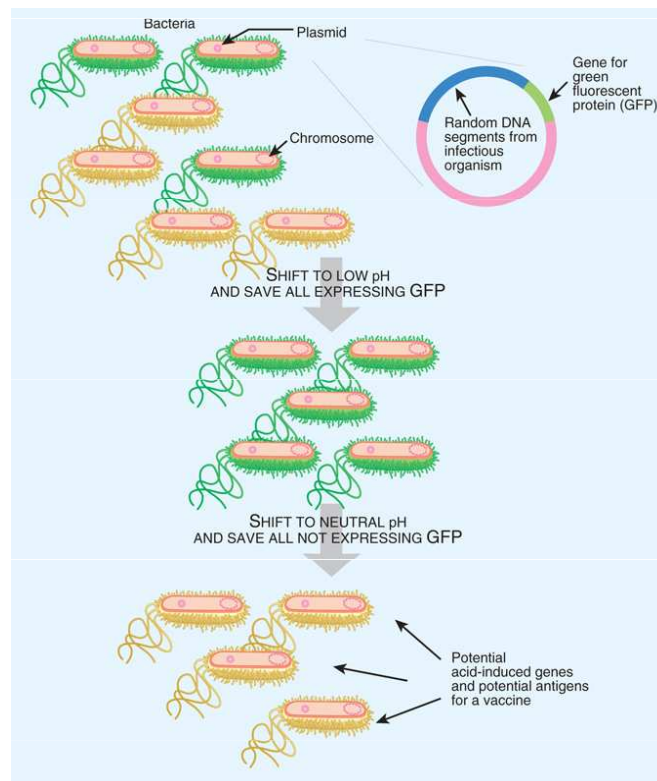 Bacteria
Plasmid
Gene for
green
fluorescent
protein (GFP)
Random DNA
segments from
infectious
organism
Chromosome
SHIFT TO LOW pH
AND SAVE ALL EXPRESSING GFP
SHIFT TO NEUTRAL pH
AND SAVE ALL NOT EXPRESSING GFP
Potential
acid-induced genes
and potential antigens
for a vaccine